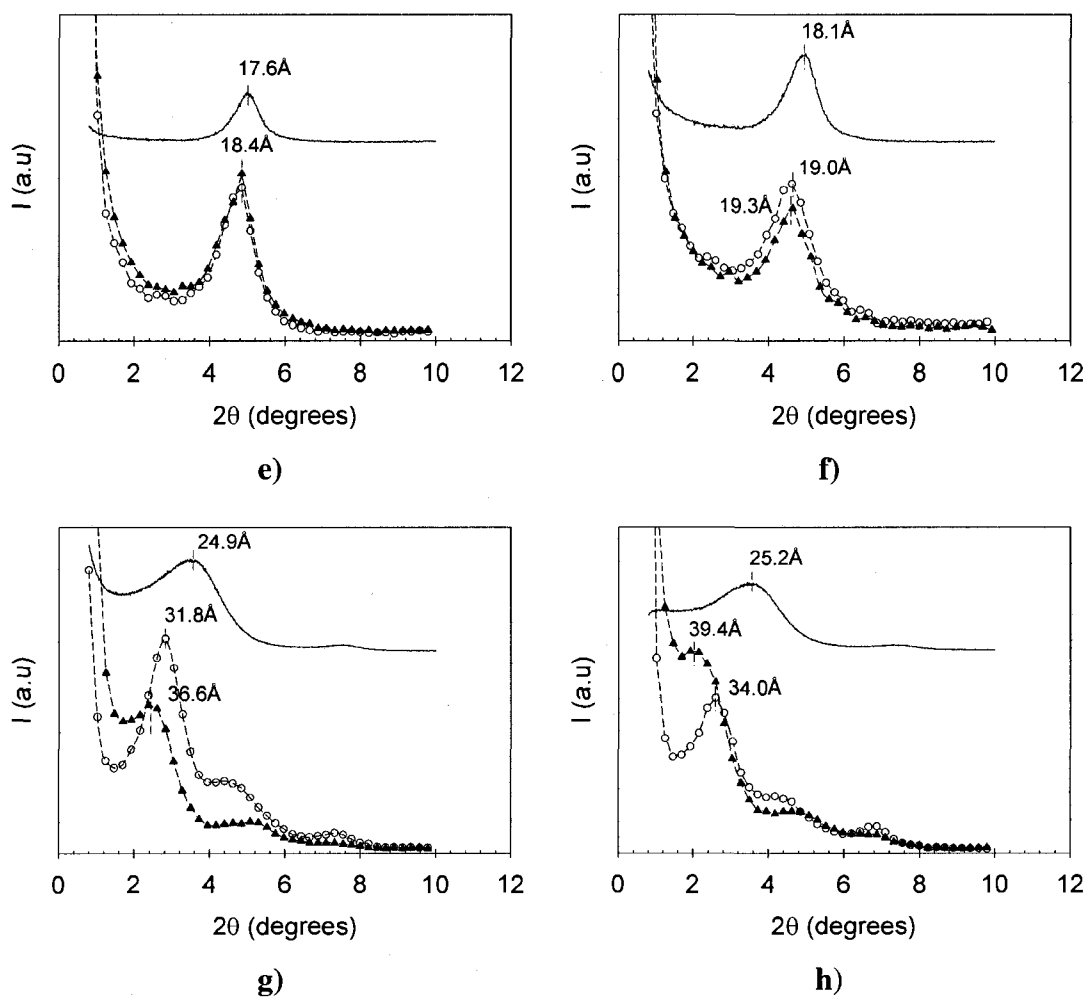 I (a.u)
17.6Å
18.4Å
0 2 4 6 8 10 12
2θ (degrees)
e)
I (a.u)
18.1Å
19.0Å
19.3Å
0 2 4 6 8 10 12
2θ (degrees)
f)
I (a.u)
24.9Å
31.8Å
36.6Å
0 2 4 6 8 10 12
2θ (degrees)
g)
I (a.u)
25.2Å
39.4Å
34.0Å
0 2 4 6 8 10 12
2θ (degrees)
h)